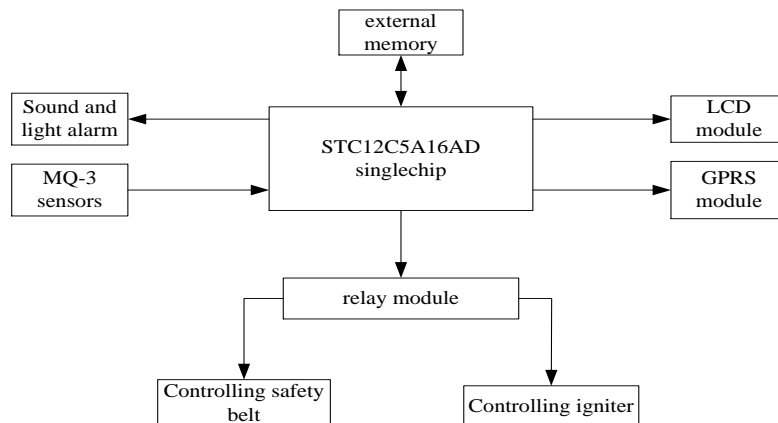 external
memory
Sound and
light alarm
STC12C5A16AD
singlechip
LCD
module
MQ-3
sensors
GPRS
module
relay module
Controlling safety
belt
Controlling igniter